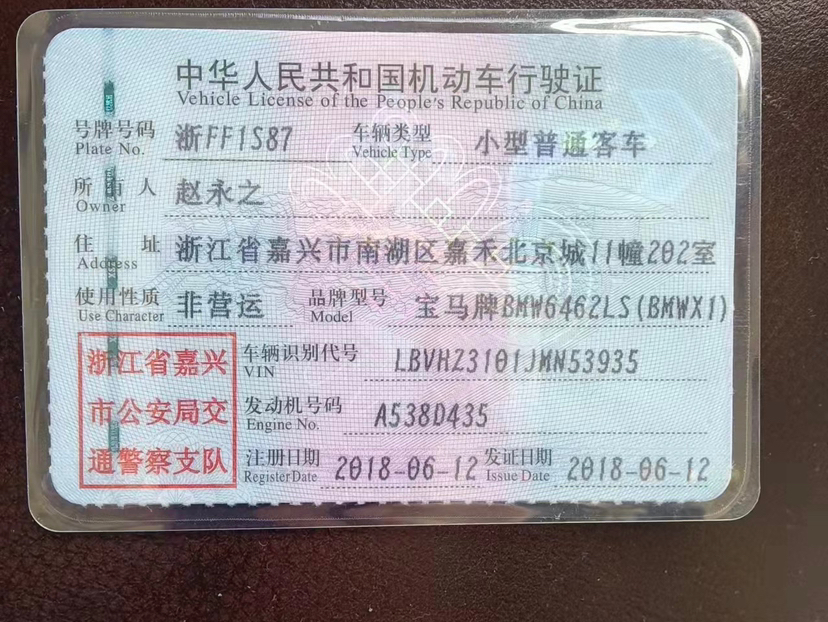 中华人民共和国机动车行驶证
Vehicle License of the People's Republic of China
号牌号码 浙FF1S87 车辆类型 小型普通客车
Plate No. Vehicle Type
所有人 赵永之
Owner
住址 浙江省嘉兴市南湖区嘉禾北京城11幢202室
Address
使用性质 非营运 品牌型号 宝马牌BMW6462LS(BMWX1)
Use Character Model
浙江省嘉兴 车辆识别代号 LBVHZ3101JMN53935
VIN
市公安局交 发动机号码 A538D435
Engine No.
通警察支队 注册日期 2018-06-12 发证日期 2018-06-12
Register Date Issue Date